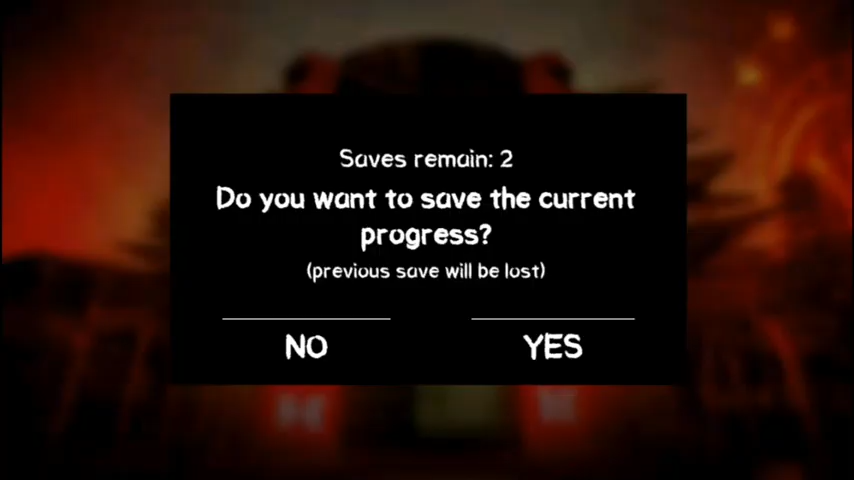 Saves remain: 2
Do you want to save the current
progress?
(previous save will be lost)
NO
YES